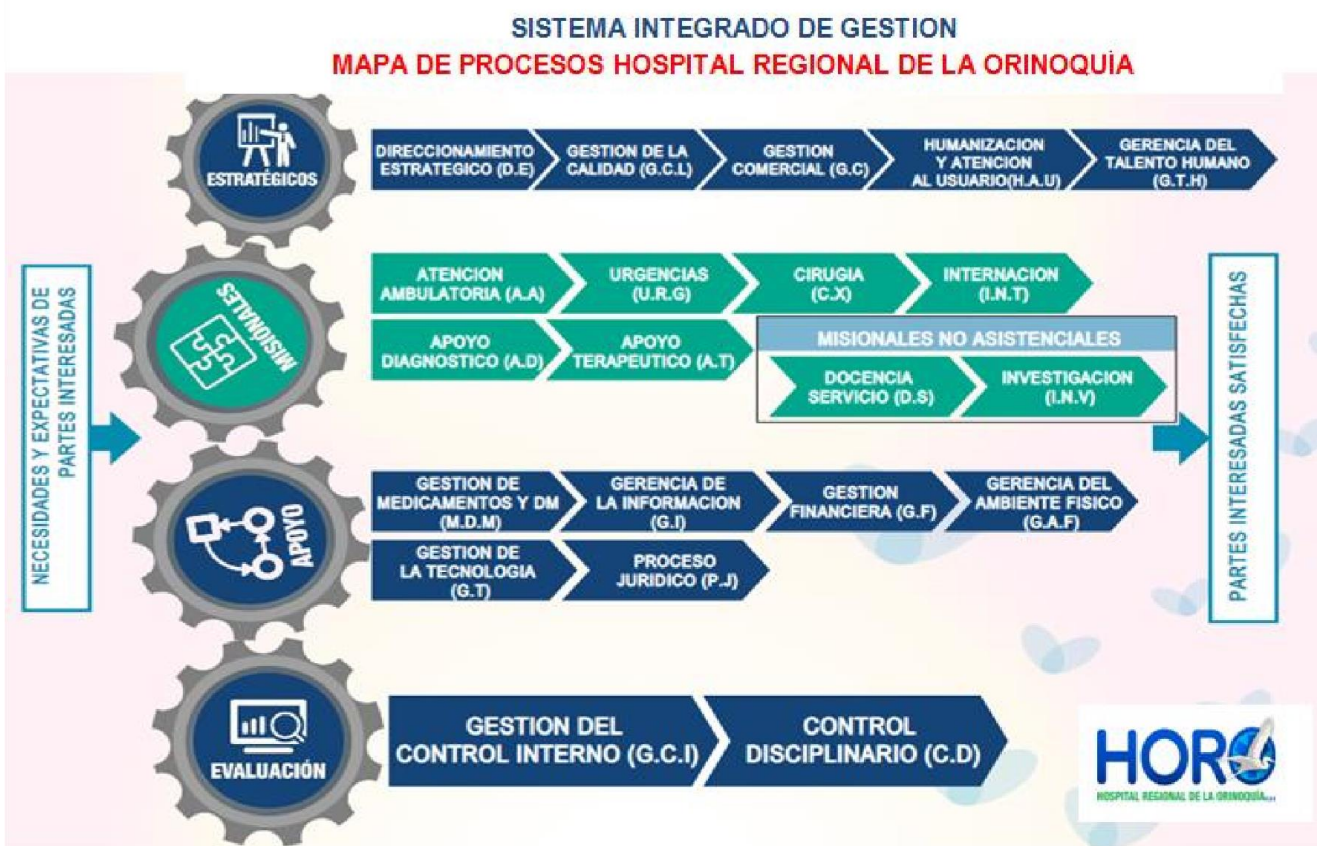 SISTEMA INTEGRADO DE GESTION
MAPA DE PROCESOS HOSPITAL REGIONAL DE LA ORINOQUÍA
NECESIDADES Y EXPECTATIVAS DE
PARTES INTERESADAS
ESTRATÉGICOS
DIRECCIONAMIENTO
ESTRATEGICO (D.E)
GESTION DE LA
CALIDAD (G.C.L)
GESTION
COMERCIAL (G.C)
HUMANIZACION
Y ATENCION
AL USUARIO(H.A.U)
GERENCIA DEL
TALENTO HUMANO
(G.T.H)
MISIONALES
ATENCION
AMBULATORIA (A.A)
URGENCIAS
(U.R.G)
CIRUGIA
(C.X)
INTERNACION
(I.N.T)
APOYO
DIAGNOSTICO (A.D)
APOYO
TERAPEUTICO (A.T)
MISIONALES NO ASISTENCIALES
DOCENCIA
SERVICIO (D.S)
INVESTIGACION
(I.N.V)
APOYO
GESTION DE
MEDICAMENTOS Y DM
(M.D.M)
GERENCIA DE
LA INFORMACION
(G.I)
GESTION
FINANCIERA (G.F)
GERENCIA DEL
AMBIENTE FISICO
(G.A.F)
GESTION DE
LA TECNOLOGIA
(G.T)
PROCESO
JURIDICO (P.J)
EVALUACIÓN
GESTION DEL
CONTROL INTERNO (G.C.I)
CONTROL
DISCIPLINARIO (C.D)
PARTES INTERESADAS SATISFECHAS
HORO
HOSPITAL REGIONAL DE LA ORINOQUÍA